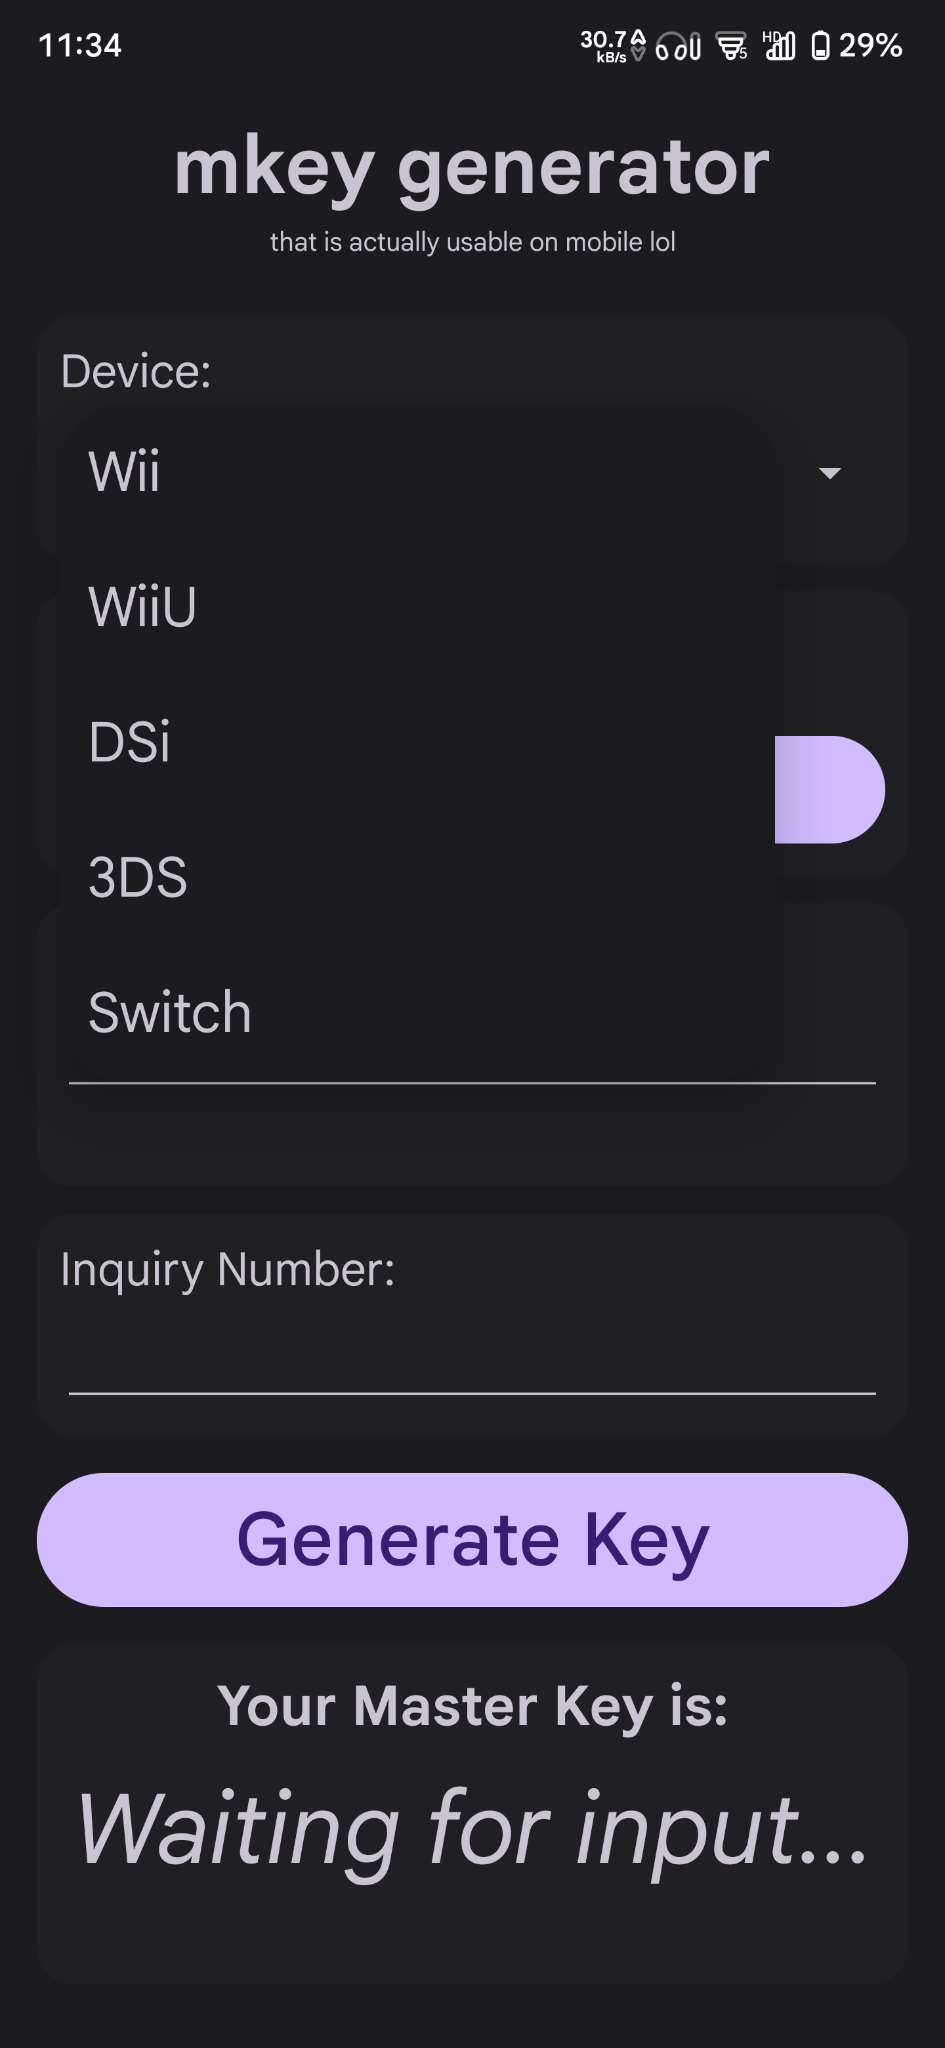 11:34
30.7
kB/s
5
HD
29%
mkey generator
that is actually usable on mobile lol
Device:
Wii
WiiU
DSi
3DS
Switch
Inquiry Number:
Generate Key
Your Master Key is:
Waiting for input...